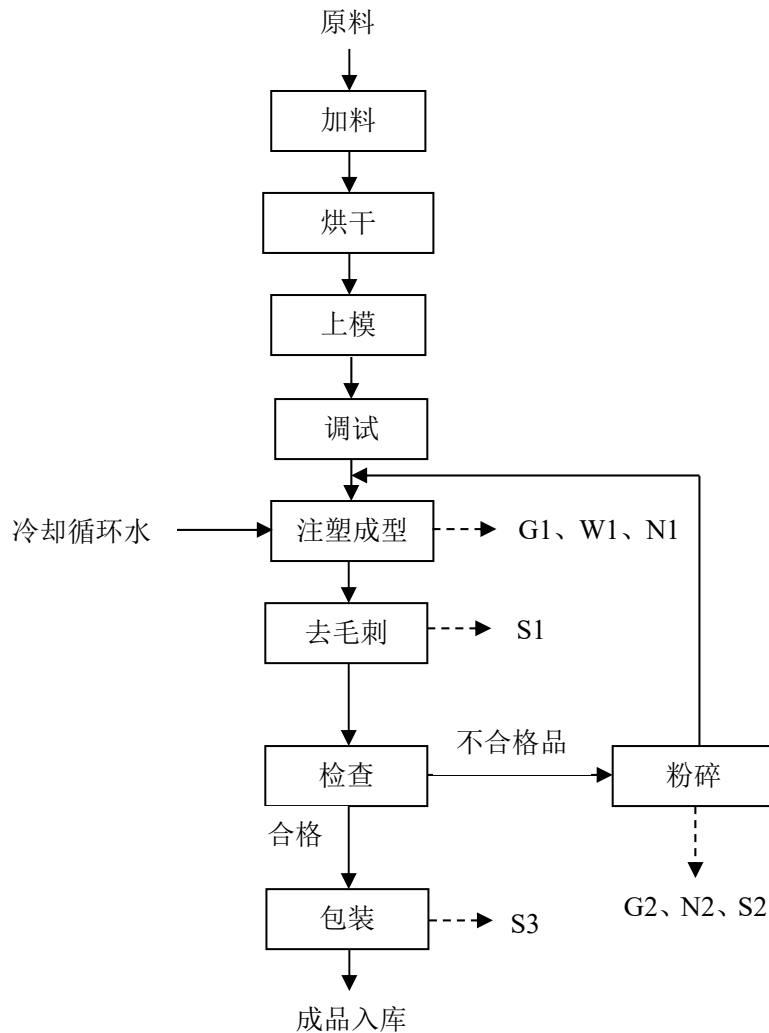 原料
加料
烘干
上模
调试
冷却循环水
注塑成型
G1、W1、N1
去毛刺
S1
不合格品
检查
粉碎
合格
G2、N2、S2
包装
S3
成品入库